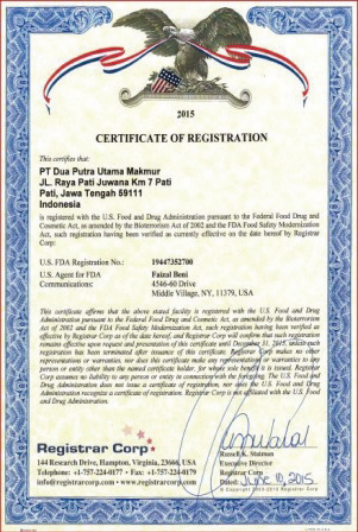 2015
CERTIFICATE OF REGISTRATION
This certifies that:
PT Dua Putra Utama Makmur
JL. Raya Pati Juwana Km 7 Pati
Pati, Jawa Tengah 59111
Indonesia
is registered with the U.S. Food and Drug Administration pursuant to the Federal Food Drug and
Cosmetic Act, as amended by the Bioterrorism Act of 2002 and the FDA Food Safety Modernization
Act, such registration having been verified as currently effective on the date hereof by Registrar
Corp:
U.S. FDA Registration No.: 19447352700
U.S. Agent for FDA Faizal Beni
Communications: 4546-60 Drive
Middle Village, NY, 11379, USA
This certificate affirms that the above stated facility is registered with the U.S. Food and Drug
Administration pursuant to the Federal Food Drug and Cosmetic Act, as amended by the Bioterrorism
Act of 2002 and the FDA Food Safety Modernization Act, such registration having been verified as
effective by Registrar Corp as of the date hereof, and Registrar Corp will confirm that such registration
remains effective upon request and presentation of this certificate until December 31, 2015, unless such
registration has been terminated after issuance of this certificate. Registrar Corp makes no other
representations or warranties, nor does this certificate make any representations or warranties to any
person or entity other than the named certificate holder, for whose sole benefit it is issued. Registrar
Corp assumes no liability to any person or entity in connection with the foregoing. The U.S. Food and
Drug Administration does not issue a certificate of registration, nor does the U.S. Food and Drug
Administration recognize a certificate of registration. Registrar Corp is not affiliated with the U.S. Food
and Drug Administration.
Registrar Corp
144 Research Drive, Hampton, Virginia, 23666, USA
Telephone: +1-757-224-0177 • Fax: +1-757-224-0179
info@registrarcorp.com • www.registrarcorp.com
Russell K. Statman
Executive Director
Registrar Corp
Dated: June 10, 2015